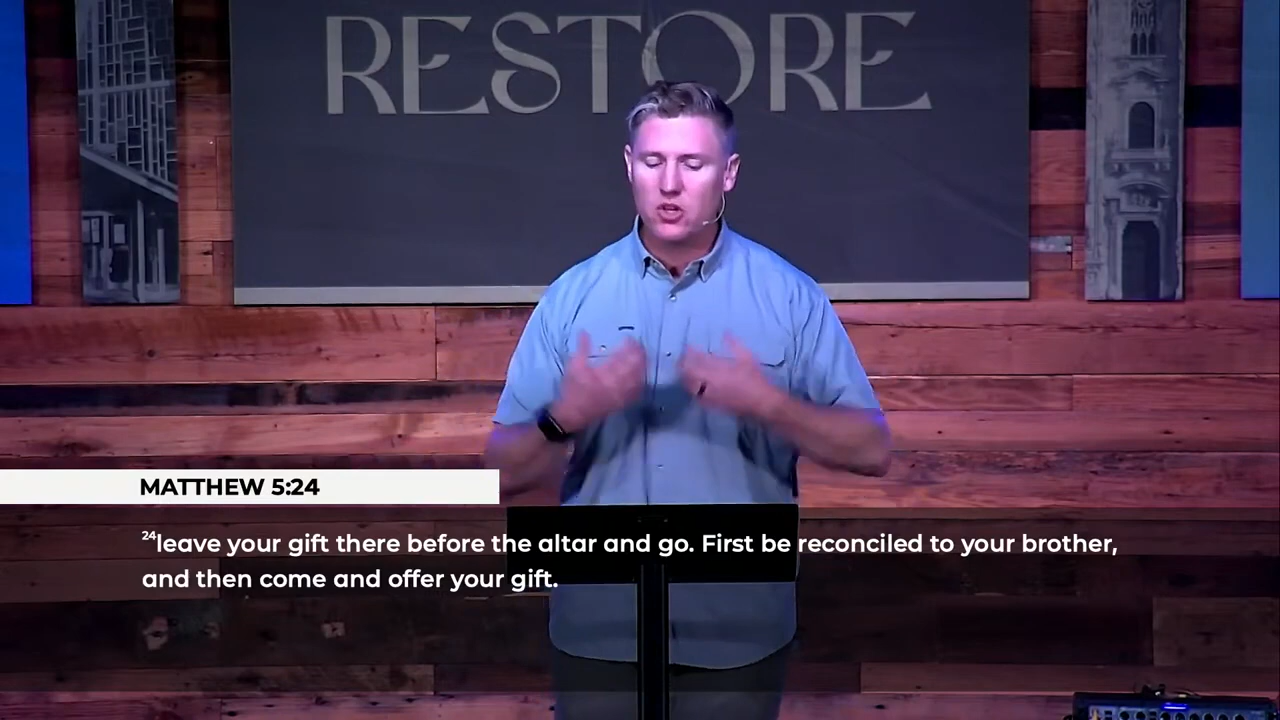 RESTORE
MATTHEW 5:24
²⁴leave your gift there before the altar and go. First be reconciled to your brother,
and then come and offer your gift.